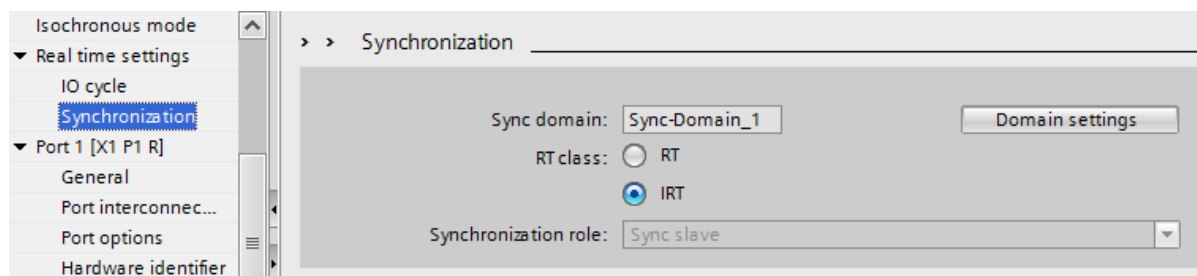 Isochronous mode
Real time settings
IO cycle
Synchronization
Port 1 [X1 P1 R]
General
Port interconnec...
Port options
Hardware identifier
> > Synchronization
Sync domain: Sync-Domain_1 Domain settings
RT class: RT
IRT
Synchronization role: Sync slave